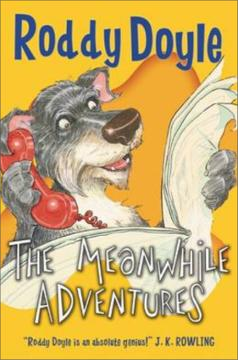 Roddy Doyle
THE MEANWHILE
ADVENTURES
"Roddy Doyle is an absolute genius!" J. K. ROWLING